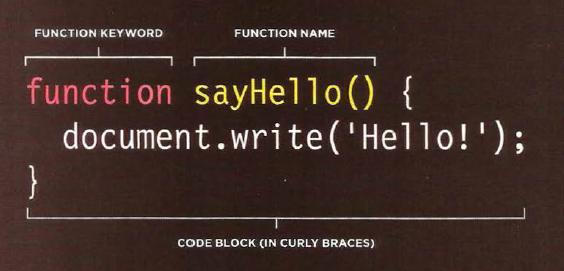 FUNCTION KEYWORD FUNCTION NAME
function sayHello() {
document.write('Hello!');
}
CODE BLOCK (IN CURLY BRACES)